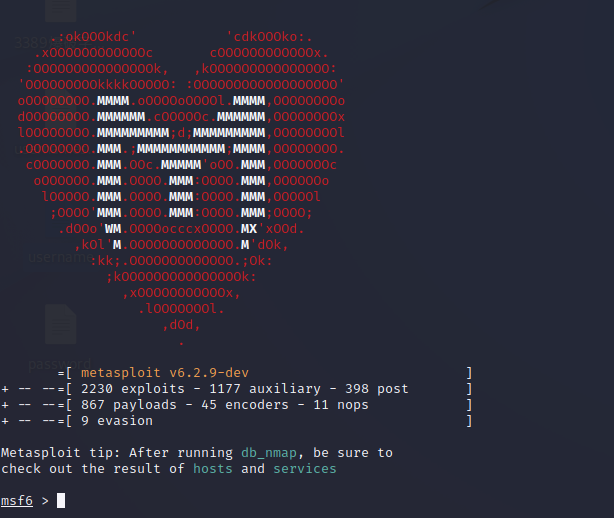 .:okOOOkdc'           'cdkOOOko:.
.xOOOOOOOOOOOOc       cOOOOOOOOOOOOx.
:OOOOOOOOOOOOOOOk,   ,kOOOOOOOOOOOOOOO:
'OOOOOOOOOkkkkOOOOO: :OOOOOOOOOOOOOOOOOO'
oOOOOOOOO.MMMM.oOOOOoOOOOl.MMMM,OOOOOOOOo
dOOOOOOOO.MMMMMM.cOOOOOc.MMMMMM,OOOOOOOOx
lOOOOOOOO.MMMMMMMMM;d;MMMMMMMMM,OOOOOOOOl
.OOOOOOOO.MMM.;MMMMMMMMMMM;MMMM,OOOOOOOO.
cOOOOOOO.MMM.OOc.MMMMM'oOO.MMM,OOOOOOOc
oOOOOOO.MMM.OOOO.MMM:OOOO.MMM,OOOOOOo
lOOOOO.MMM.OOOO.MMM:OOOO.MMM,OOOOOl
;OOOO'MMM.OOOO.MMM:OOOO.MMM;OOOO;
.dOOo'WM.OOOOocccxOOOO.MX'xOOd.
,kOl'M.OOOOOOOOOOOOO.M'dOk,
:kk;.OOOOOOOOOOOOO.;Ok:
;kOOOOOOOOOOOOOOOk:
,xOOOOOOOOOOOx,
.lOOOOOOOl.
,dOd,
.
username
password
=[ metasploit v6.2.9-dev                           ]
+ -- --=[ 2230 exploits - 1177 auxiliary - 398 post       ]
+ -- --=[ 867 payloads - 45 encoders - 11 nops            ]
+ -- --=[ 9 evasion                                       ]
Metasploit tip: After running db_nmap, be sure to
check out the result of hosts and services
msf6 >